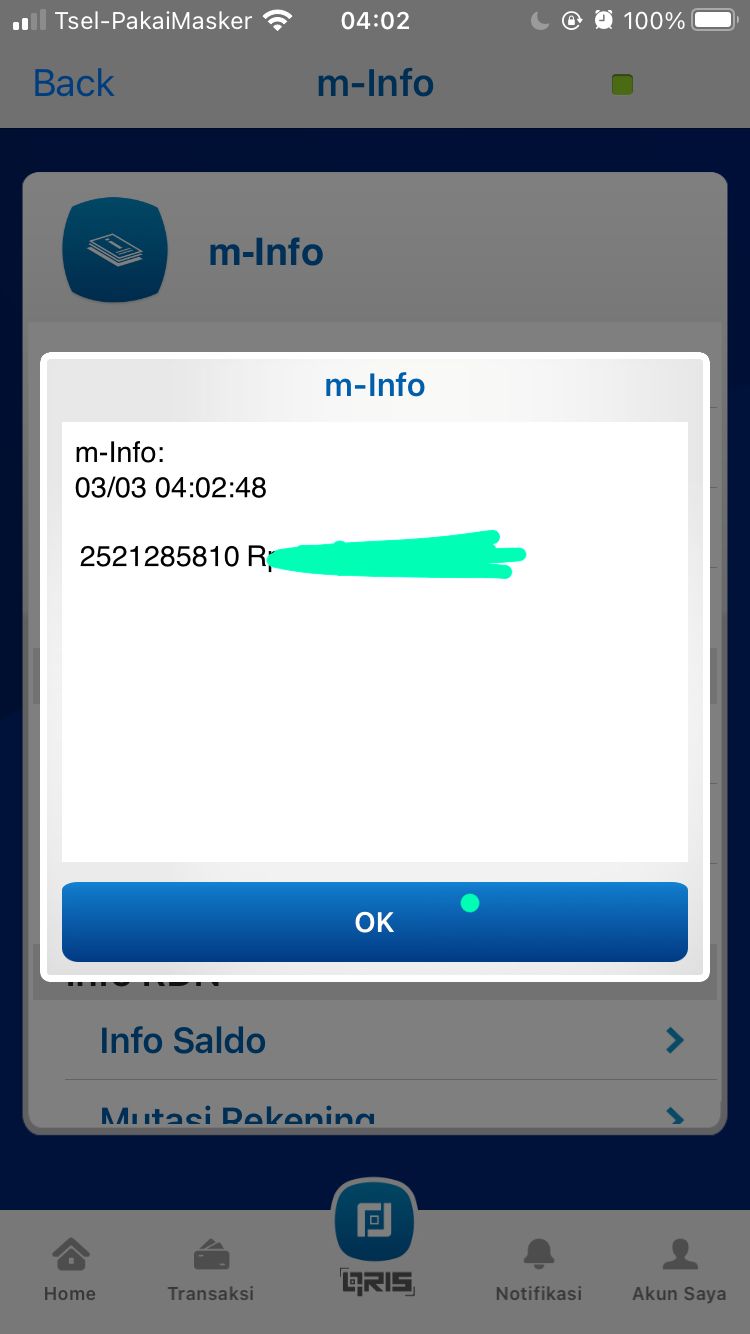 Tsel-PakaiMasker
04:02
100%
Back
m-Info
m-Info
m-Info
m-Info:
03/03 04:02:48
2521285810 Rp
OK
Info RDN
Info Saldo
Mutasi Rekening
QRIS
Home
Transaksi
Notifikasi
Akun Saya